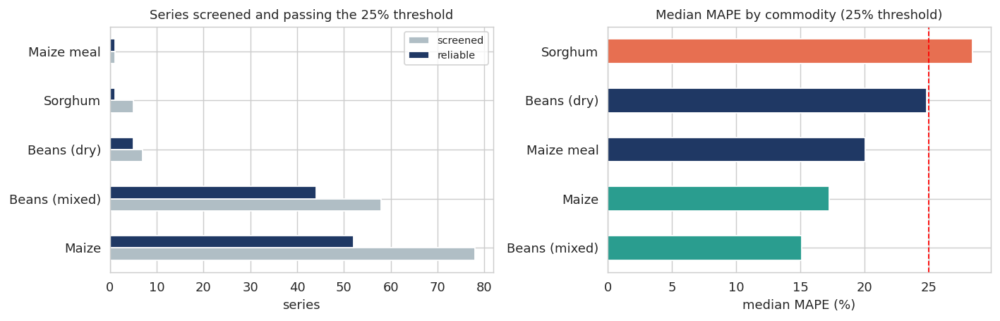 Series screened and passing the 25% threshold
screened
reliable
Maize meal
Sorghum
Beans (dry)
Beans (mixed)
Maize
0 10 20 30 40 50 60 70 80
series
Median MAPE by commodity (25% threshold)
Sorghum
Beans (dry)
Maize meal
Maize
Beans (mixed)
0 5 10 15 20 25
median MAPE (%)